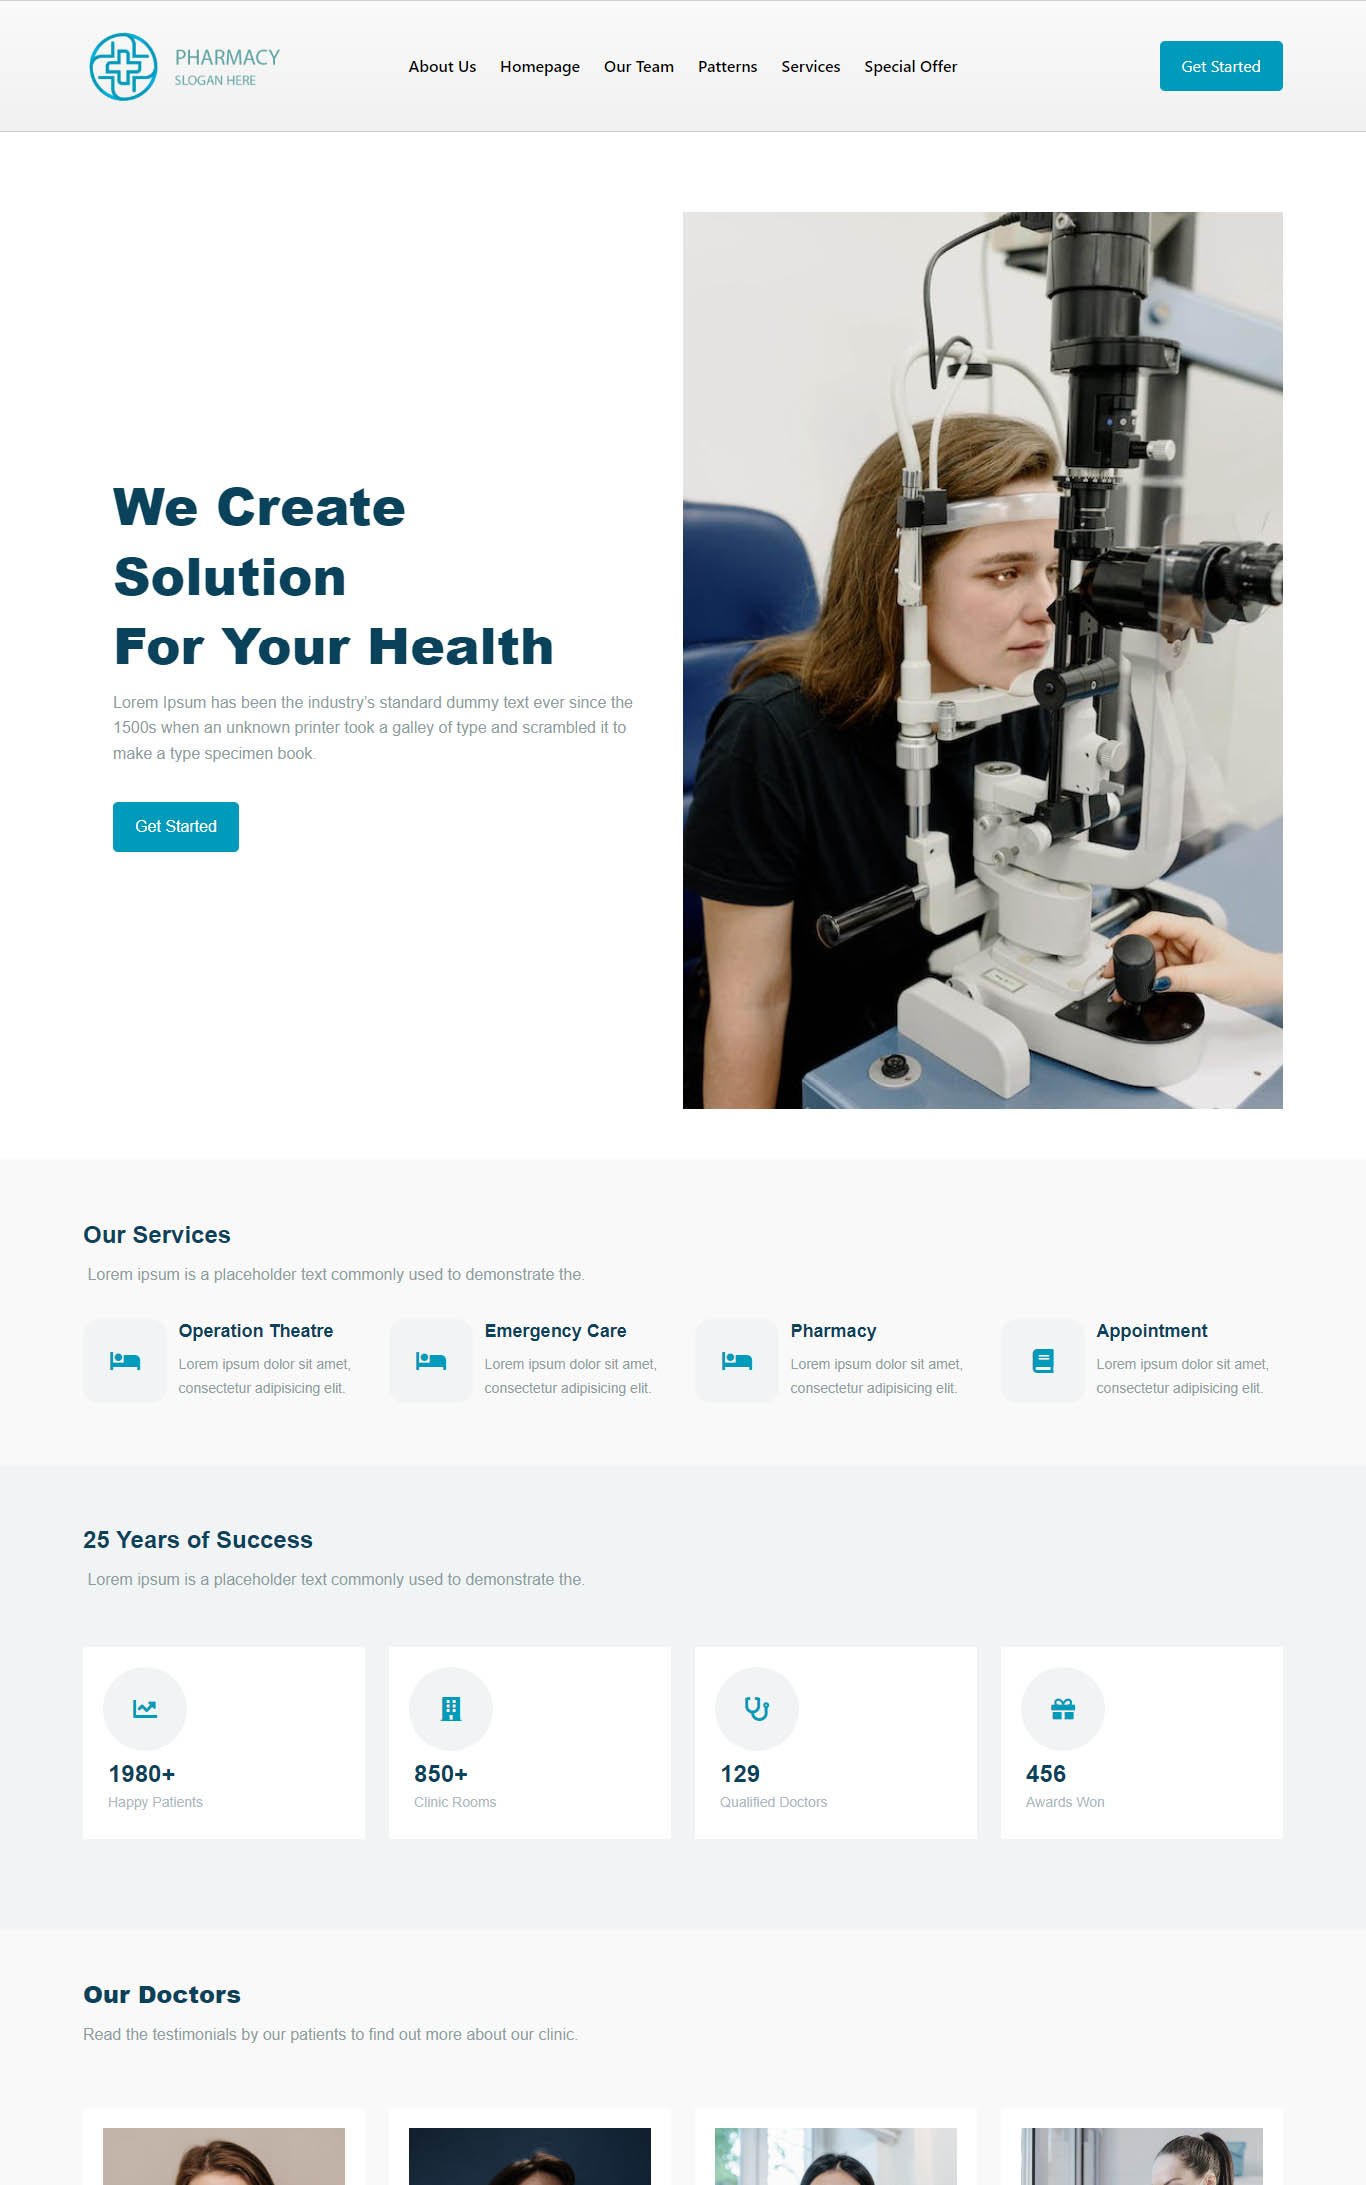 PHARMACY
SLOGAN HERE
About Us Homepage Our Team Patterns Services Special Offer
Get Started
We Create
Solution
For Your Health
Lorem Ipsum has been the industry’s standard dummy text ever since the
1500s when an unknown printer took a galley of type and scrambled it to
make a type specimen book.
Get Started
Our Services
Lorem ipsum is a placeholder text commonly used to demonstrate the.
Operation Theatre
Lorem ipsum dolor sit amet,
consectetur adipisicing elit.
Emergency Care
Lorem ipsum dolor sit amet,
consectetur adipisicing elit.
Pharmacy
Lorem ipsum dolor sit amet,
consectetur adipisicing elit.
Appointment
Lorem ipsum dolor sit amet,
consectetur adipisicing elit.
25 Years of Success
Lorem ipsum is a placeholder text commonly used to demonstrate the.
1980+
Happy Patients
850+
Clinic Rooms
129
Qualified Doctors
456
Awards Won
Our Doctors
Read the testimonials by our patients to find out more about our clinic.